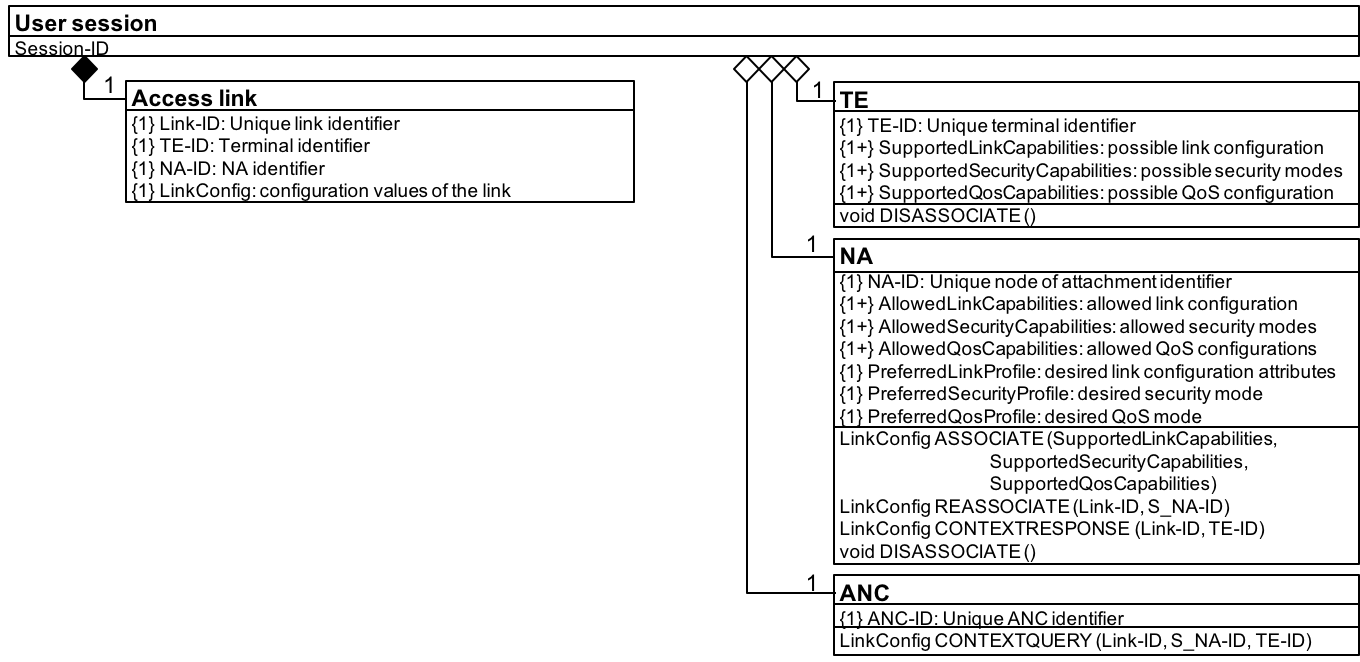 User session
Session-ID
1
Access link
{1} Link-ID: Unique link identifier
{1} TE-ID: Terminal identifier
{1} NA-ID: NA identifier
{1} LinkConfig: configuration values of the link
1
TE
{1} TE-ID: Unique terminal identifier
{1+} SupportedLinkCapabilities: possible link configuration
{1+} SupportedSecurityCapabilities: possible security modes
{1+} SupportedQosCapabilities: possible QoS configuration
void DISASSOCIATE ()
1
NA
{1} NA-ID: Unique node of attachment identifier
{1+} AllowedLinkCapabilities: allowed link configuration
{1+} AllowedSecurityCapabilities: allowed security modes
{1+} AllowedQosCapabilities: allowed QoS configurations
{1} PreferredLinkProfile: desired link configuration attributes
{1} PreferredSecurityProfile: desired security mode
{1} PreferredQosProfile: desired QoS mode
LinkConfig ASSOCIATE (SupportedLinkCapabilities,
SupportedSecurityCapabilities,
SupportedQosCapabilities)
LinkConfig REASSOCIATE (Link-ID, S_NA-ID)
LinkConfig CONTEXTRESPONSE (Link-ID, TE-ID)
void DISASSOCIATE ()
1
ANC
{1} ANC-ID: Unique ANC identifier
LinkConfig CONTEXTQUERY (Link-ID, S_NA-ID, TE-ID)